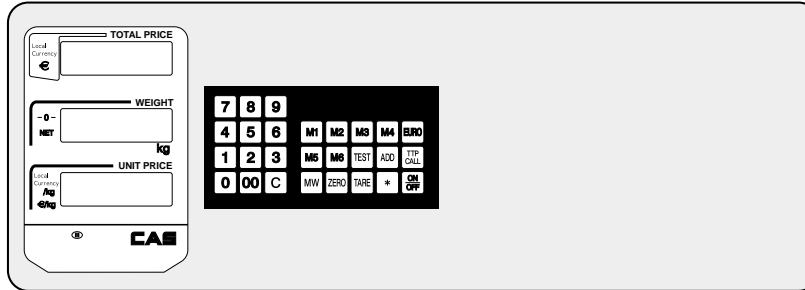 TOTAL PRICE
Local
Currency
€
WEIGHT
– 0 –
NET
kg
UNIT PRICE
Local
Currency
/kg
€/kg
CAS
7 8 9
4 5 6 M1 M2 M3 M4 EURO
1 2 3 M5 M6 TEST ADD TTP CALL
0 00 C MW ZERO TARE * ON/OFF